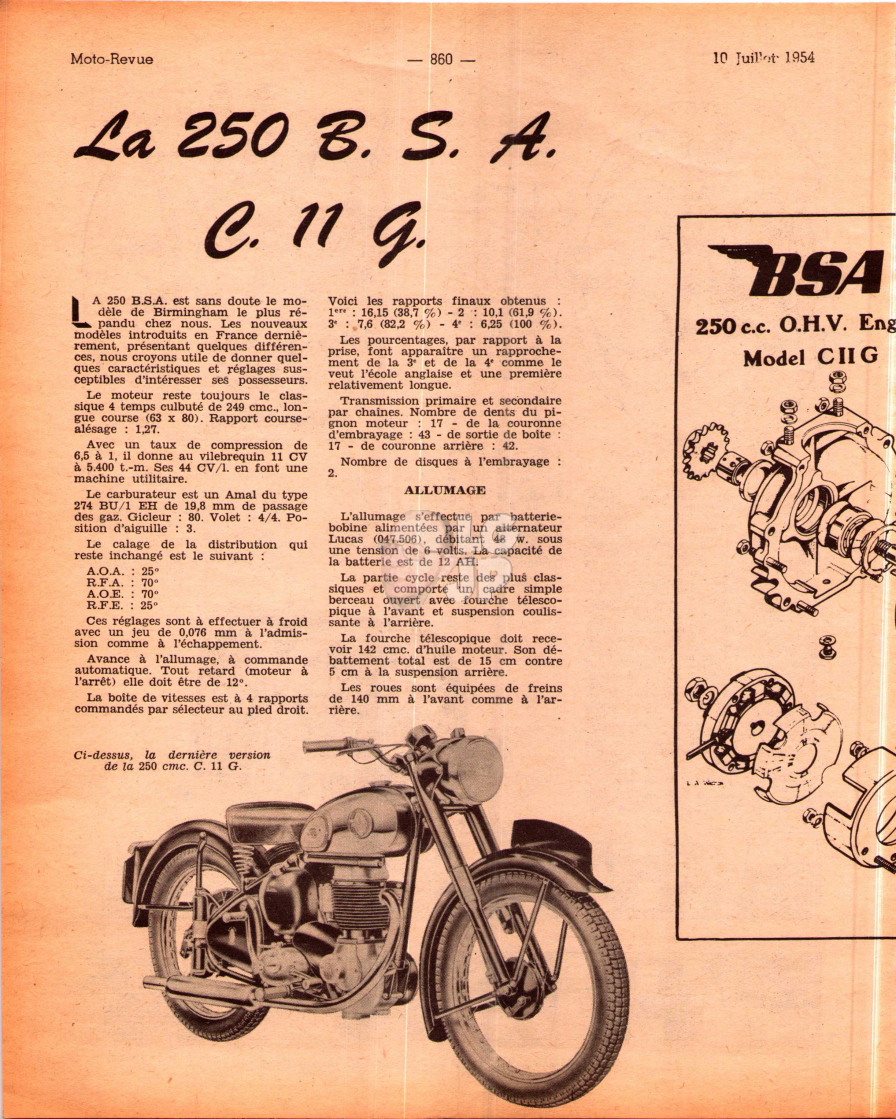 Moto-Revue
— 860 —
10 Juillet 1954
La 250 B. S. A.
C. 11 G.
LA 250 B.S.A. est sans doute le mo-
dèle de Birmingham le plus ré-
pandu chez nous. Les nouveaux
modèles introduits en France derniè-
rement, présentant quelques différen-
ces, nous croyons utile de donner quel-
ques caractéristiques et réglages sus-
ceptibles d'intéresser ses possesseurs.
Le moteur reste toujours le clas-
sique 4 temps culbuté de 249 cmc., lon-
gue course (63 x 80). Rapport course-
alésage : 1,27.
Avec un taux de compression de
6,5 à 1, il donne au vilebrequin 11 CV
à 5.400 t.-m. Ses 44 CV/l. en font une
machine utilitaire.
Le carburateur est un Amal du type
274 BU/1 EH de 19,8 mm de passage
des gaz. Gicleur : 80. Volet : 4/4. Po-
sition d'aiguille : 3.
Le calage de la distribution qui
reste inchangé est le suivant :
A.O.A. : 25°
R.F.A. : 70°
A.O.E. : 70°
R.F.E. : 25°
Ces réglages sont à effectuer à froid
avec un jeu de 0,076 mm à l'admis-
sion comme à l'échappement.
Avance à l'allumage, à commande
automatique. Tout retard (moteur à
l'arrêt) elle doit être de 12°.
La boîte de vitesses est à 4 rapports
commandés par sélecteur au pied droit.
Voici les rapports finaux obtenus :
1ere : 16,15 (38,7 %) - 2 : 10,1 (61,9 %).
3e : 7,6 (82,2 %) - 4e : 6,25 (100 %).
Les pourcentages, par rapport à la
prise, font apparaître un rapproche-
ment de la 3e et de la 4e comme le
veut l'école anglaise et une première
relativement longue.
Transmission primaire et secondaire
par chaînes. Nombre de dents du pi-
gnon moteur : 17 - de la couronne
d'embrayage : 43 - de sortie de boîte :
17 - de couronne arrière : 42.
Nombre de disques à l'embrayage :
2.
ALLUMAGE
L'allumage s'effectue par batterie-
bobine alimentées par un alternateur
Lucas (047.506), débitant 48 w. sous
une tension de 6 volts. La capacité de
la batterie est de 12 AH.
La partie cycle reste des plus clas-
siques et comporte un cadre simple
berceau ouvert avec fourche télesco-
pique à l'avant et suspension coulis-
sante à l'arrière.
La fourche télescopique doit rece-
voir 142 cmc. d'huile moteur. Son dé-
battement total est de 15 cm contre
5 cm à la suspension arrière.
Les roues sont équipées de freins
de 140 mm à l'avant comme à l'ar-
rière.
Ci-dessus, la dernière version
de la 250 cmc. C. 11 G.
BSA
250 c.c. O.H.V. Eng
Model C11G